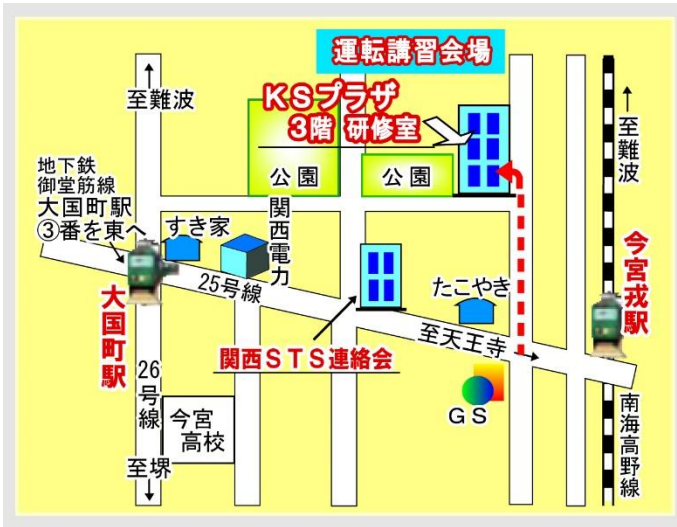 運転講習会場
KSプラザ
3階 研修室
至難波
公園
公園
至難波
地下鉄
御堂筋線
大国町駅
③番を東へ
すき家
関西電力
25号線
たこやき
今宮戎駅
大国町駅
関西STS連絡会
至天王寺
26号線
今宮
高校
GS
南海高野線
至堺